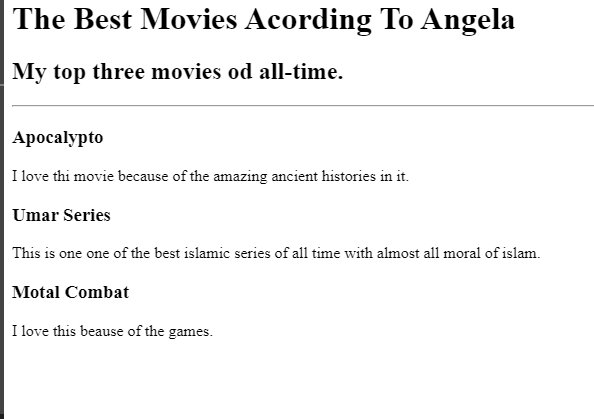 The Best Movies Acording To Angela
My top three movies od all-time.
Apocalypto
I love thi movie because of the amazing ancient histories in it.
Umar Series
This is one one of the best islamic series of all time with almost all moral of islam.
Motal Combat
I love this beause of the games.